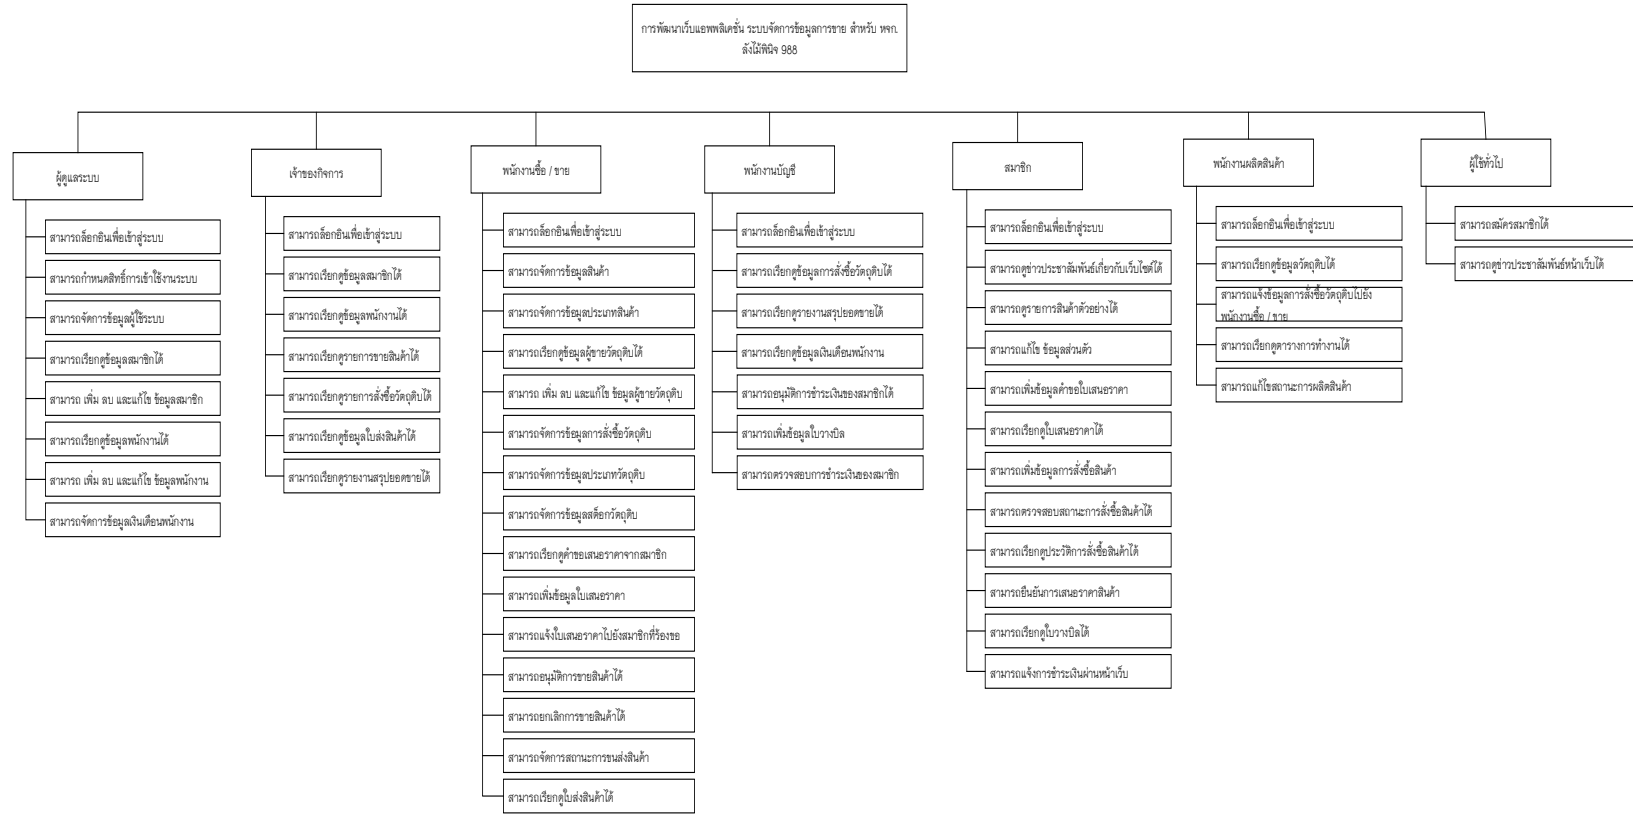 การพัฒนาเว็บแอพพลิเคชั่น ระบบจัดการข้อมูลการขาย สำหรับ หจก.
ลังไม้พินิจ 988
ผู้ดูแลระบบ
สามารถล็อกอินเพื่อเข้าสู่ระบบ
สามารถกำหนดสิทธิ์การเข้าใช้งานระบบ
สามารถจัดการข้อมูลผู้ใช้ระบบ
สามารถเรียกดูข้อมูลสมาชิกได้
สามารถ เพิ่ม ลบ และแก้ไข ข้อมูลสมาชิก
สามารถเรียกดูข้อมูลพนักงานได้
สามารถ เพิ่ม ลบ และแก้ไข ข้อมูลพนักงาน
สามารถจัดการข้อมูลเงินเดือนพนักงาน
เจ้าของกิจการ
สามารถล็อกอินเพื่อเข้าสู่ระบบ
สามารถเรียกดูข้อมูลสมาชิกได้
สามารถเรียกดูข้อมูลพนักงานได้
สามารถเรียกดูรายการขายสินค้าได้
สามารถเรียกดูรายการสั่งซื้อวัตถุดิบได้
สามารถเรียกดูข้อมูลใบส่งสินค้าได้
สามารถเรียกดูรายงานสรุปยอดขายได้
พนักงานซื้อ / ขาย
สามารถล็อกอินเพื่อเข้าสู่ระบบ
สามารถจัดการข้อมูลสินค้า
สามารถจัดการข้อมูลประเภทสินค้า
สามารถเรียกดูข้อมูลผู้ขายวัตถุดิบได้
สามารถ เพิ่ม ลบ และแก้ไข ข้อมูลผู้ขายวัตถุดิบ
สามารถจัดการข้อมูลการสั่งซื้อวัตถุดิบ
สามารถจัดการข้อมูลประเภทวัตถุดิบ
สามารถจัดการข้อมูลสต็อกวัตถุดิบ
สามารถเรียกดูคำขอเสนอราคาจากสมาชิก
สามารถเพิ่มข้อมูลใบเสนอราคา
สามารถแจ้งใบเสนอราคาไปยังสมาชิกที่ร้องขอ
สามารถอนุมัติการขายสินค้าได้
สามารถยกเลิกการขายสินค้าได้
สามารถจัดการสถานะการขนส่งสินค้า
สามารถเรียกดูใบส่งสินค้าได้
พนักงานบัญชี
สามารถล็อกอินเพื่อเข้าสู่ระบบ
สามารถเรียกดูข้อมูลการสั่งซื้อวัตถุดิบได้
สามารถเรียกดูรายงานสรุปยอดขายได้
สามารถเรียกดูข้อมูลเงินเดือนพนักงาน
สามารถอนุมัติการชำระเงินของสมาชิกได้
สามารถเพิ่มข้อมูลใบวางบิล
สามารถตรวจสอบการชำระเงินของสมาชิก
สมาชิก
สามารถล็อกอินเพื่อเข้าสู่ระบบ
สามารถดูข่าวประชาสัมพันธ์เกี่ยวกับเว็บไซต์ได้
สามารถดูรายการสินค้าตัวอย่างได้
สามารถแก้ไข ข้อมูลส่วนตัว
สามารถเพิ่มข้อมูลคำขอใบเสนอราคา
สามารถเรียกดูใบเสนอราคาได้
สามารถเพิ่มข้อมูลการสั่งซื้อสินค้า
สามารถตรวจสอบสถานะการสั่งซื้อสินค้าได้
สามารถเรียกดูประวัติการสั่งซื้อสินค้าได้
สามารถยืนยันการเสนอราคาสินค้า
สามารถเรียกดูใบวางบิลได้
สามารถแจ้งการชำระเงินผ่านหน้าเว็บ
พนักงานผลิตสินค้า
สามารถล็อกอินเพื่อเข้าสู่ระบบ
สามารถเรียกดูข้อมูลวัตถุดิบได้
สามารถแจ้งข้อมูลการสั่งซื้อวัตถุดิบไปยัง
พนักงานซื้อ / ขาย
สามารถเรียกดูตารางการทำงานได้
สามารถแก้ไขสถานะการผลิตสินค้า
ผู้ใช้ทั่วไป
สามารถสมัครสมาชิกได้
สามารถดูข่าวประชาสัมพันธ์หน้าเว็บได้